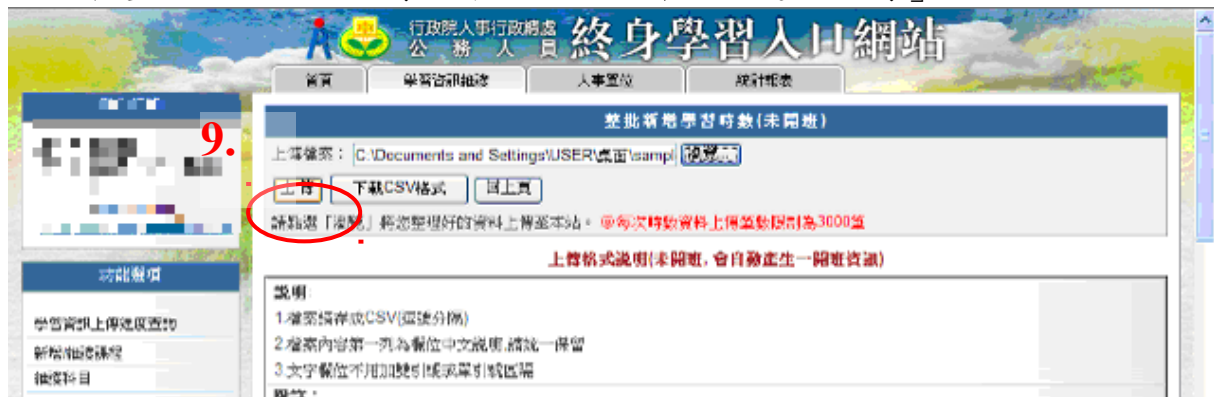 行政院人事行政總處
公務人員
終身學習入口網站
首頁
學習資訊維護
人事單位
統計報表
整批新增學習時數(未開班)
9.
上傳檔案：
C:\Documents and Settings\USER\桌面\sampl
瀏覽...
上傳
下載CSV格式
回上頁
請點選「瀏覽」將您整理好的資料上傳至本站。
每次時數資料上傳筆數限制為3000筆
上傳格式說明(未開班,會自動產生一開班資訊)
功能選項
說明:
1.檔案請存成CSV(逗號分隔)
2.檔案內容第一列為欄位中文說明,請統一保留
3.文字欄位不用加雙引號或單引號區隔
學習資訊上傳進度查詢
新增維護課程
維護科目